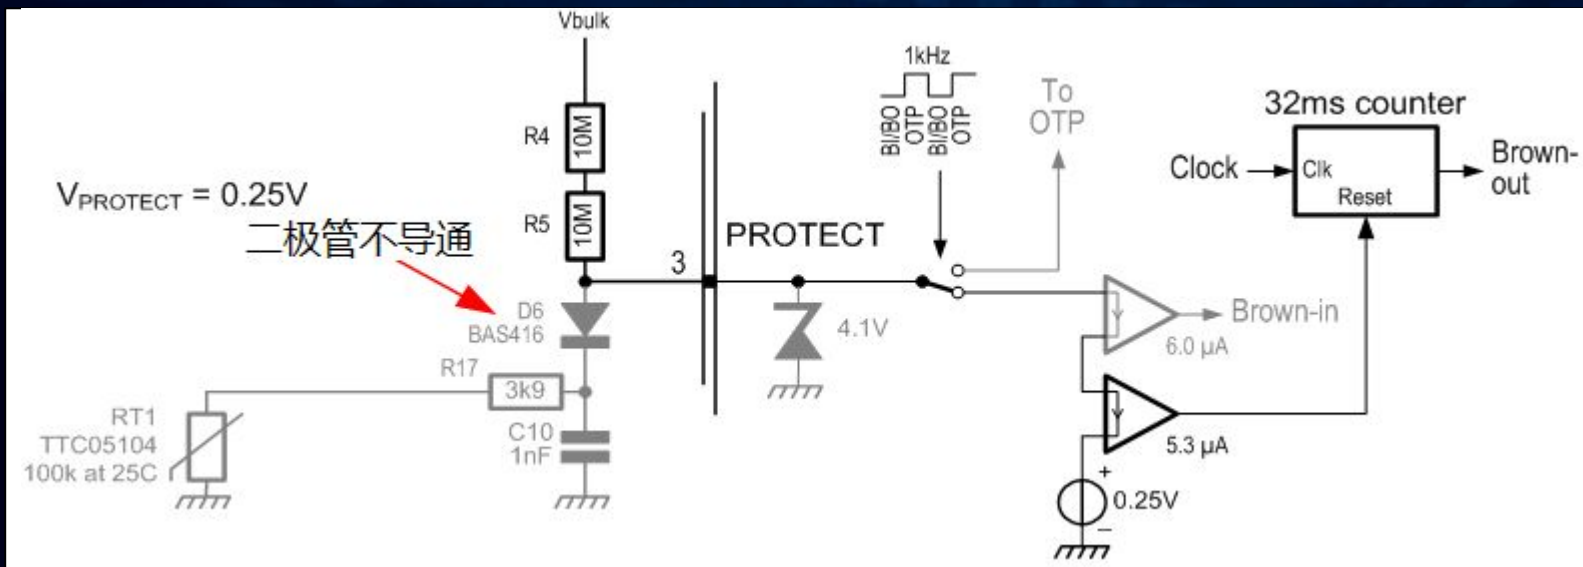 Vbulk
R4
10M
R5
10M
V_PROTECT = 0.25V
二极管不导通
D6
BAS416
R17
3k9
RT1
TTC05104
100k at 25C
C10
1nF
3
PROTECT
4.1V
1kHz
BI/BO
OTP
BI/BO
OTP
To
OTP
Brown-in
6.0 µA
5.3 µA
+
0.25V
–
32ms counter
Clock
Clk
Reset
Brown-
out